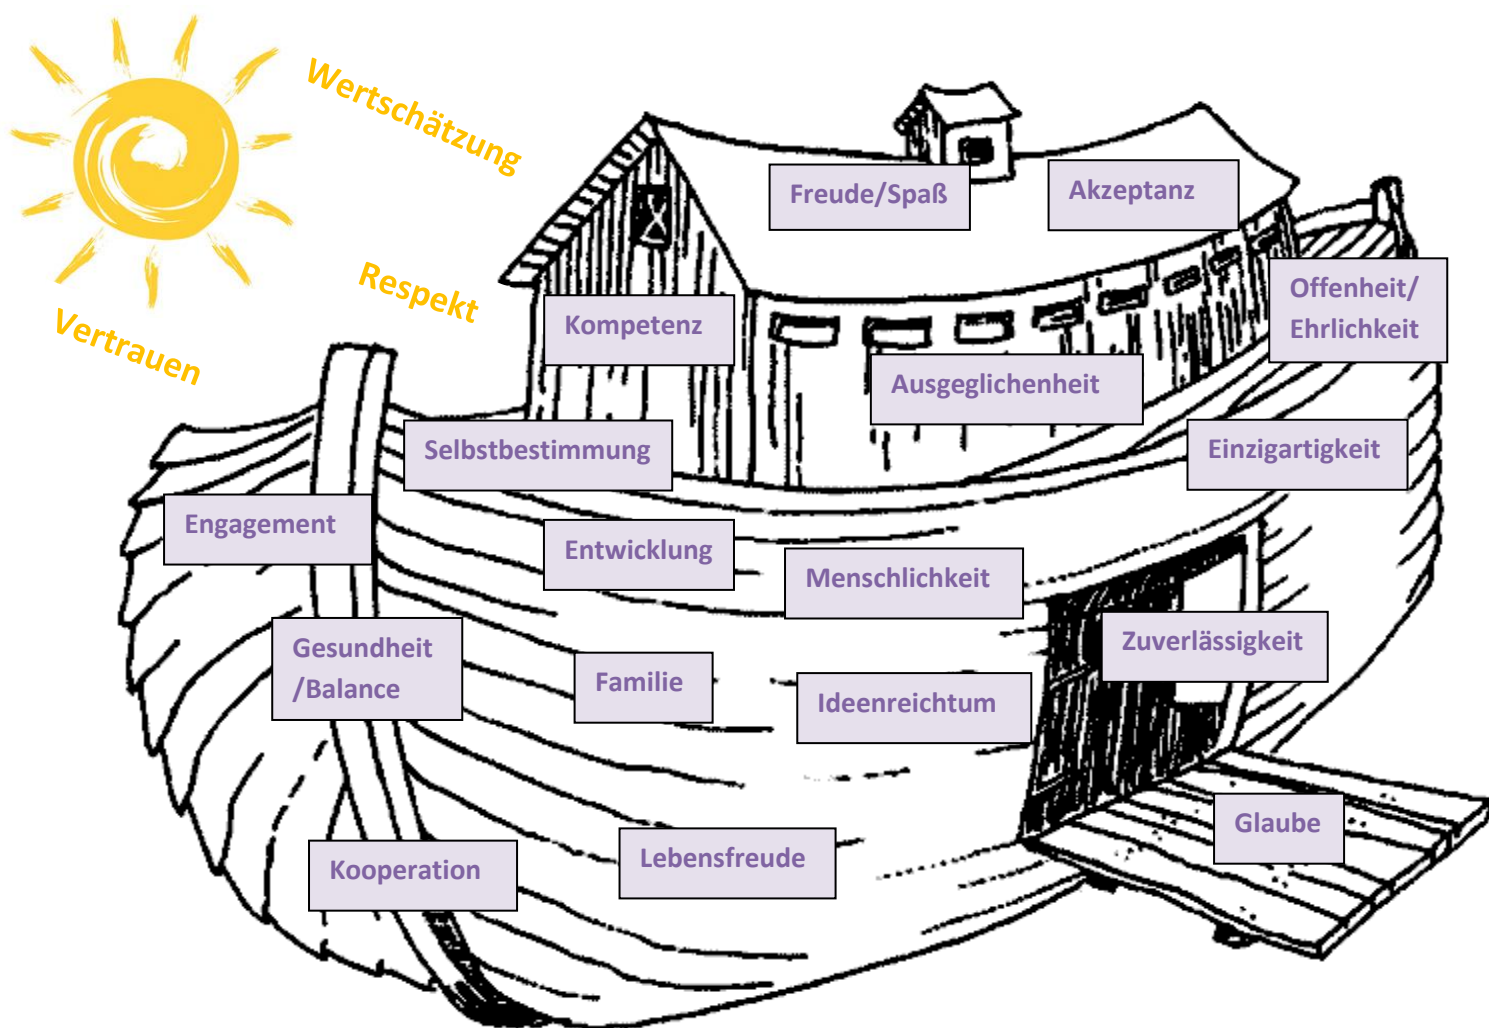 Wertschätzung
Respekt
Vertrauen
Freude/Spaß
Akzeptanz
Offenheit/
Ehrlichkeit
Kompetenz
Ausgeglichenheit
Selbstbestimmung
Einzigartigkeit
Engagement
Entwicklung
Menschlichkeit
Zuverlässigkeit
Gesundheit
/Balance
Familie
Ideenreichtum
Glaube
Kooperation
Lebensfreude